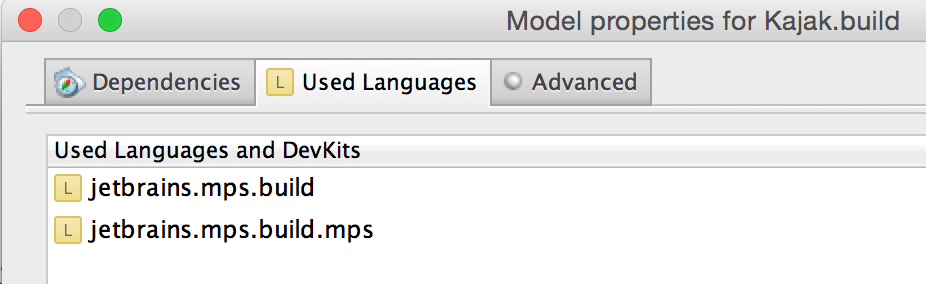 Model properties for Kajak.build
Dependencies
L Used Languages
Advanced
Used Languages and DevKits
L jetbrains.mps.build
L jetbrains.mps.build.mps